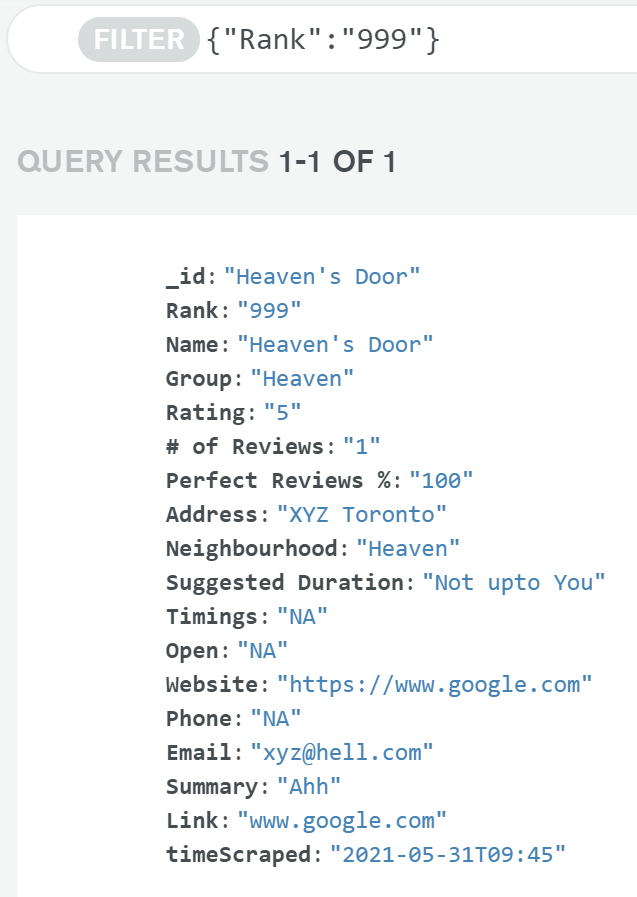 FILTER {"Rank":"999"}
QUERY RESULTS 1-1 OF 1
_id: "Heaven's Door"
Rank: "999"
Name: "Heaven's Door"
Group: "Heaven"
Rating: "5"
# of Reviews: "1"
Perfect Reviews %: "100"
Address: "XYZ Toronto"
Neighbourhood: "Heaven"
Suggested Duration: "Not upto You"
Timings: "NA"
Open: "NA"
Website: "https://www.google.com"
Phone: "NA"
Email: "xyz@hell.com"
Summary: "Ahh"
Link: "www.google.com"
timeScraped: "2021-05-31T09:45"